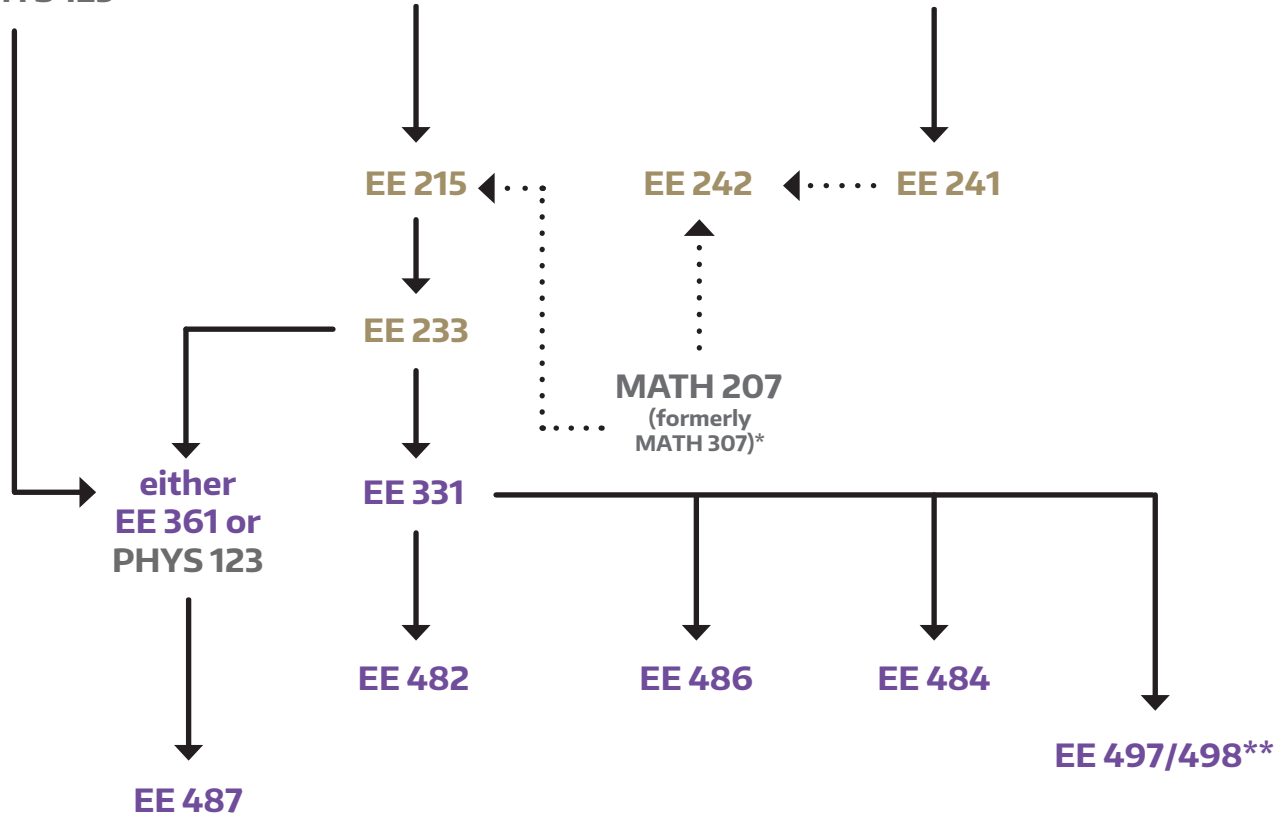 EE 215
EE 242
EE 241
EE 233
MATH 207
(formerly
MATH 307)*
either
EE 361 or
PHYS 123
EE 331
EE 482
EE 486
EE 484
EE 497/498**
EE 487